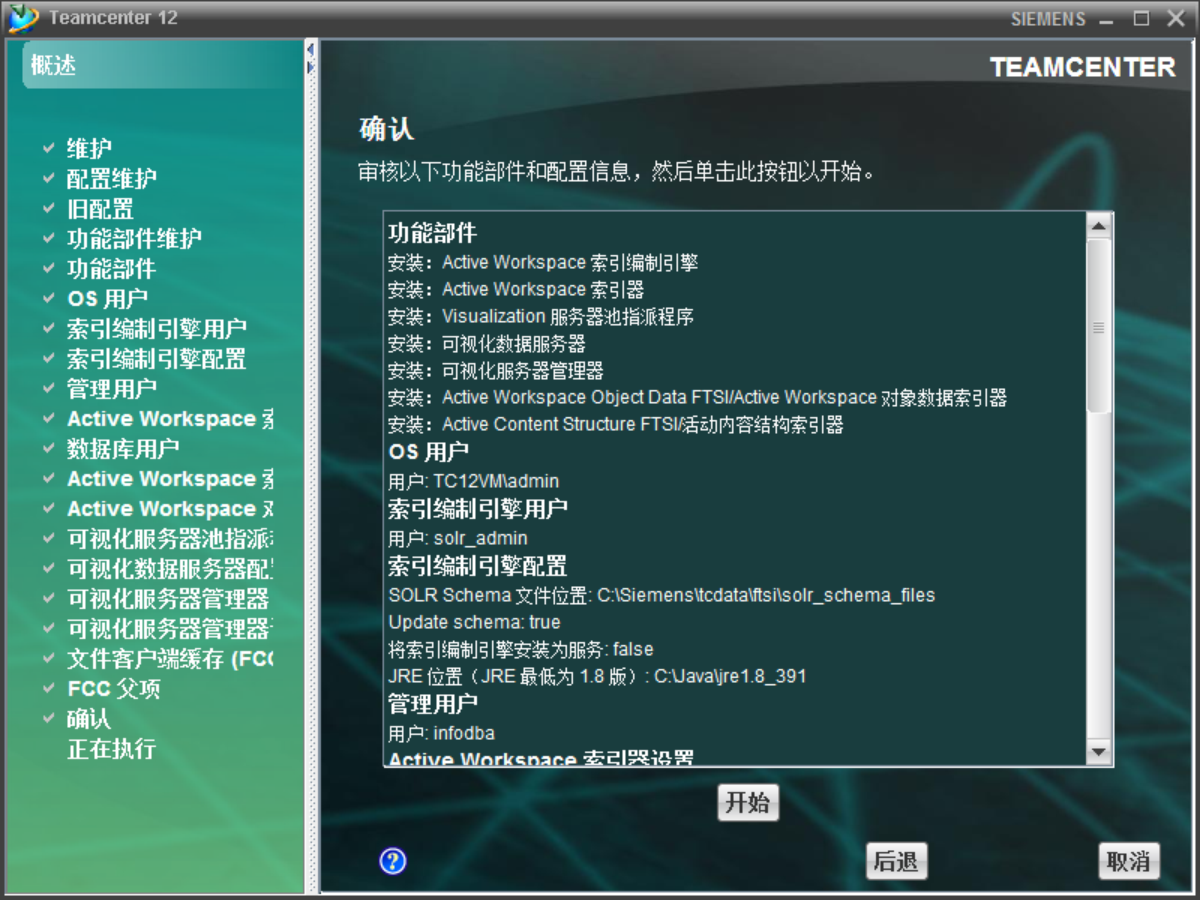 Teamcenter 12
SIEMENS
概述
维护
配置维护
旧配置
功能部件维护
功能部件
OS 用户
索引编制引擎用户
索引编制引擎配置
管理用户
Active Workspace
数据库用户
Active Workspace
Active Workspace
可视化服务器池指派
可视化数据服务器配
可视化服务器管理器
可视化服务器管理器
文件客户端缓存 (FCC
FCC 父项
确认
正在执行
TEAMCENTER
确认
审核以下功能部件和配置信息，然后单击此按钮以开始。
功能部件
安装：Active Workspace 索引编制引擎
安装：Active Workspace 索引器
安装：Visualization 服务器池指派程序
安装：可视化数据服务器
安装：可视化服务器管理器
安装：Active Workspace Object Data FTSI/Active Workspace 对象数据索引器
安装：Active Content Structure FTSI/活动内容结构索引器
OS 用户
用户: TC12VM\admin
索引编制引擎用户
用户: solr_admin
索引编制引擎配置
SOLR Schema 文件位置: C:\Siemens\tcdata\ftsi\solr_schema_files
Update schema: true
将索引编制引擎安装为服务: false
JRE 位置（JRE 最低为 1.8 版）: C:\Java\jre1.8_391
管理用户
用户: infodba
Active Workspace 索引器设置
开始
?
后退
取消